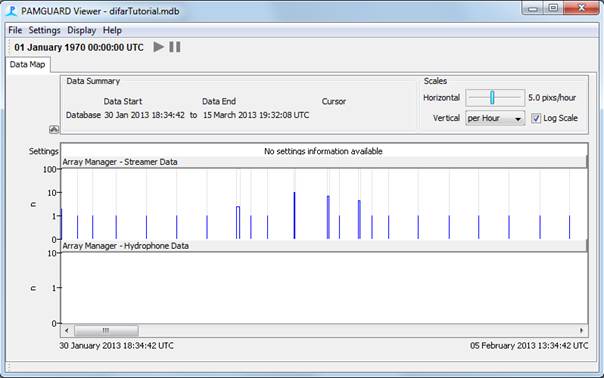 PAMGUARD Viewer - difarTutorial.mdb
File Settings Display Help
01 January 1970 00:00:00 UTC
Data Map
Data Summary
Scales
Data Start Data End Cursor
Horizontal 5.0 pixs/hour
Database 30 Jan 2013 18:34:42 to 15 March 2013 19:32:08 UTC
Vertical per Hour Log Scale
Settings No settings information available
Array Manager - Streamer Data
100
10
n
1
0
Array Manager - Hydrophone Data
10
n
1
0
30 January 2013 18:34:42 UTC 05 February 2013 13:34:42 UTC